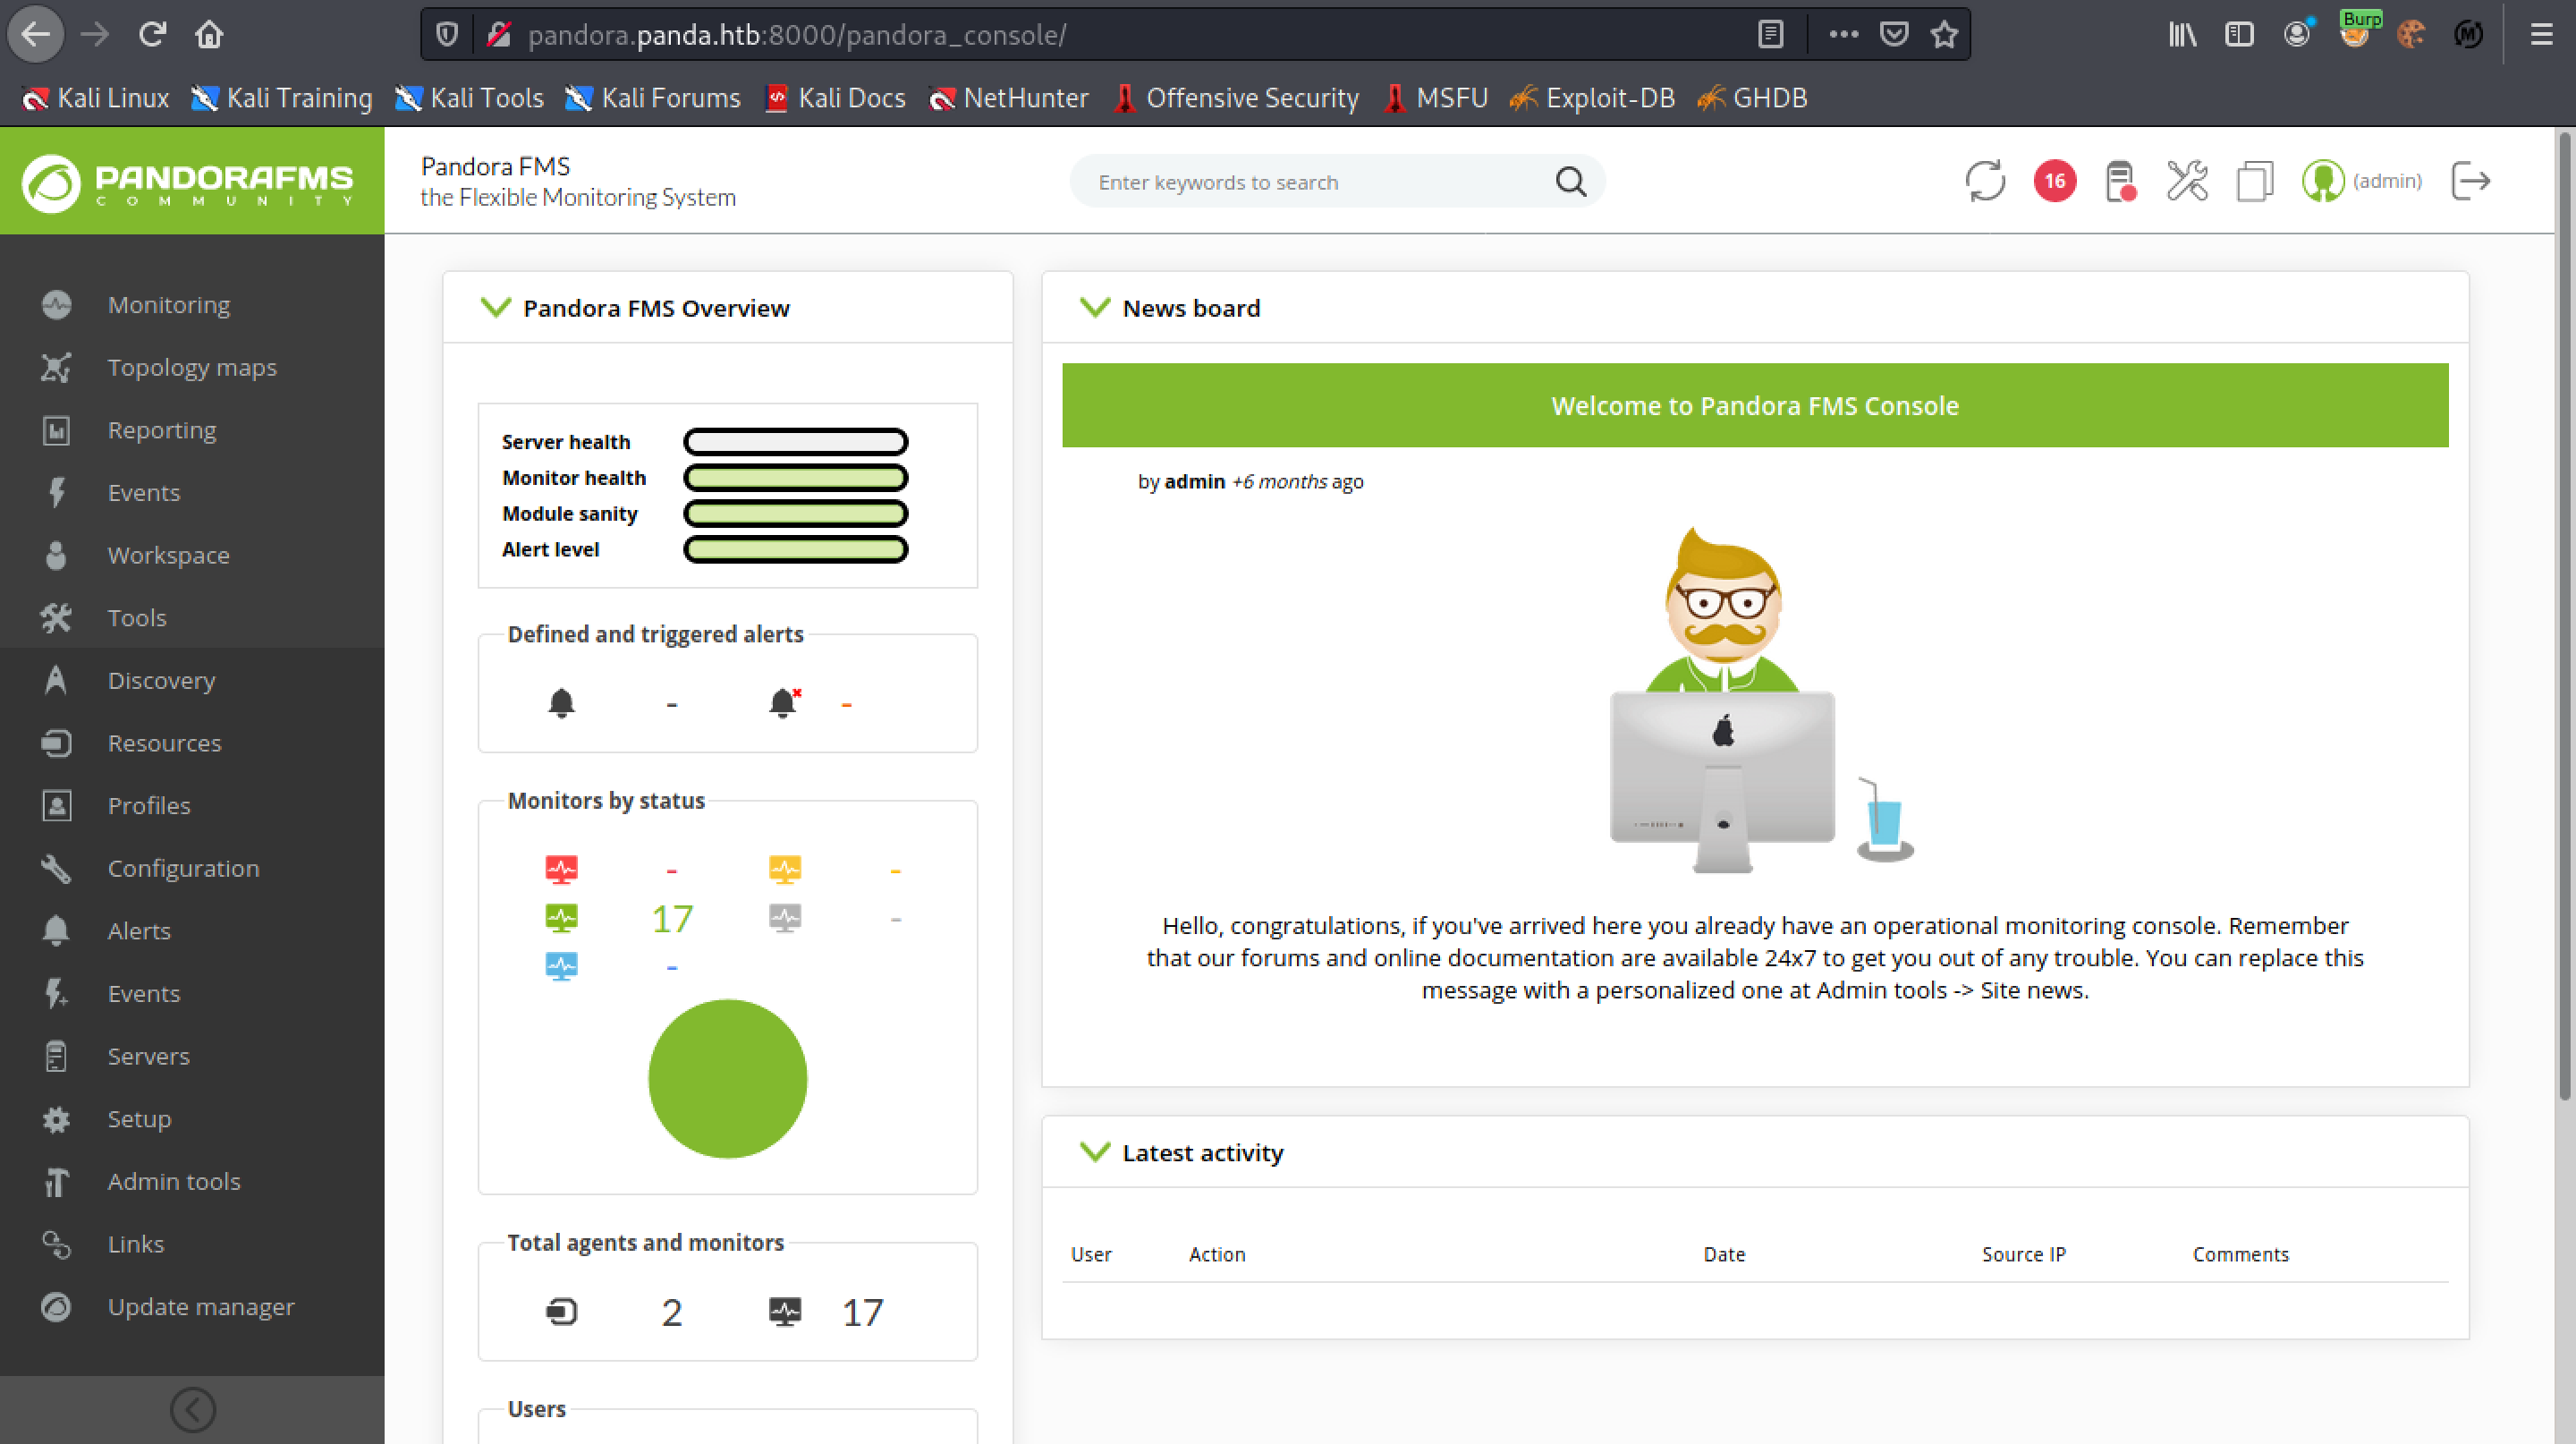 pandora.panda.htb:8000/pandora_console/
Burp
Kali Linux Kali Training Kali Tools Kali Forums Kali Docs NetHunter Offensive Security MSFU Exploit-DB GHDB
PANDORAFMS
COMMUNITY
Pandora FMS
the Flexible Monitoring System
Enter keywords to search
16
(admin)
Monitoring
Topology maps
Reporting
Events
Workspace
Tools
Discovery
Resources
Profiles
Configuration
Alerts
Events
Servers
Setup
Admin tools
Links
Update manager
Pandora FMS Overview
Server health
Monitor health
Module sanity
Alert level
Defined and triggered alerts
- -
Monitors by status
- -
17 -
-
Total agents and monitors
2 17
Users
News board
Welcome to Pandora FMS Console
by admin +6 months ago
Hello, congratulations, if you've arrived here you already have an operational monitoring console. Remember
that our forums and online documentation are available 24x7 to get you out of any trouble. You can replace this
message with a personalized one at Admin tools -> Site news.
Latest activity
User Action Date Source IP Comments